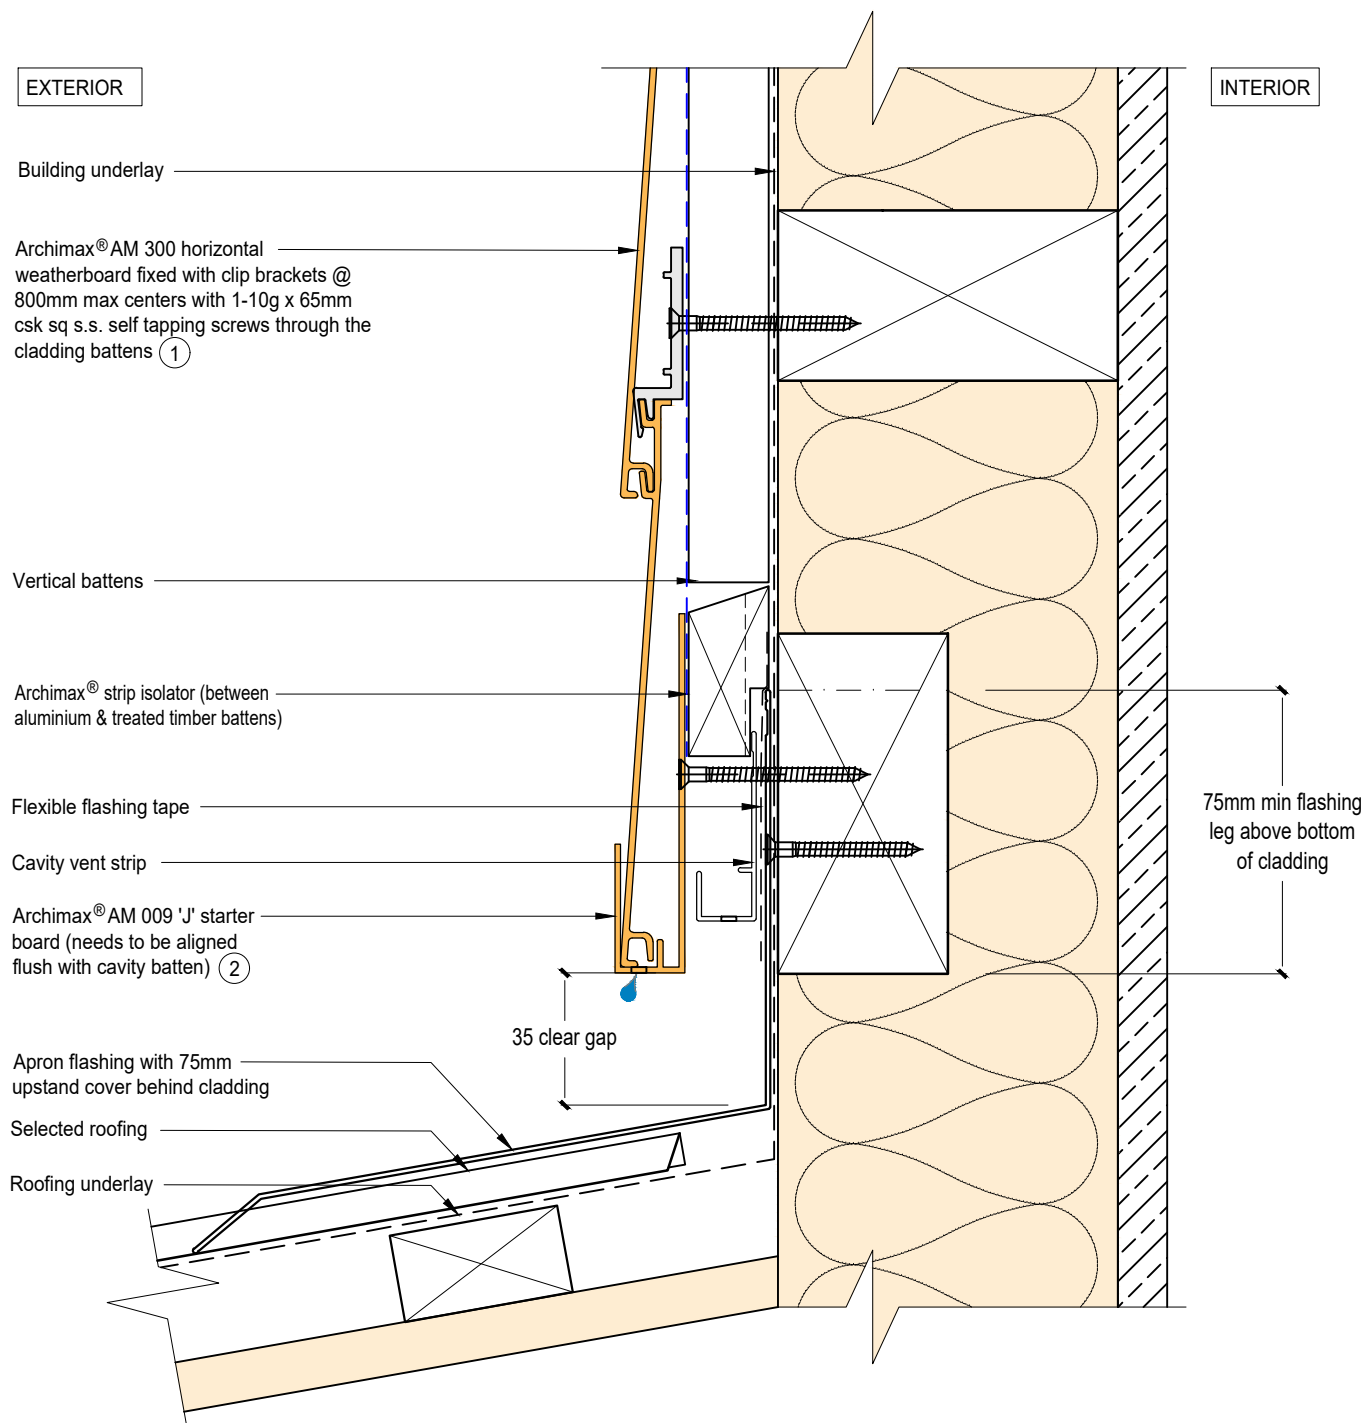 EXTERIOR
INTERIOR
Building underlay
Archimax® AM 300 horizontal
weatherboard fixed with clip brackets @
800mm max centers with 1-10g x 65mm
csk sq s.s. self tapping screws through the
cladding battens 1
Vertical battens
Archimax® strip isolator (between
aluminium & treated timber battens)
Flexible flashing tape
75mm min flashing
leg above bottom
of cladding
Cavity vent strip
Archimax® AM 009 'J' starter
board (needs to be aligned
flush with cavity batten) 2
35 clear gap
Apron flashing with 75mm
upstand cover behind cladding
Selected roofing
Roofing underlay